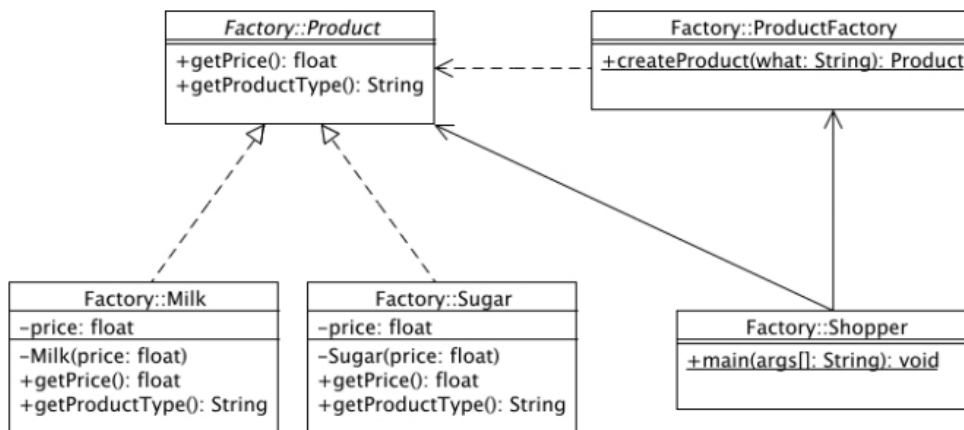 Factory::Product
+getPrice(): float
+getProductType(): String
Factory::ProductFactory
+createProduct(what: String): Product
Factory::Milk
-price: float
-Milk(price: float)
+getPrice(): float
+getProductType(): String
Factory::Sugar
-price: float
-Sugar(price: float)
+getPrice(): float
+getProductType(): String
Factory::Shopper
+main(args[]: String): void